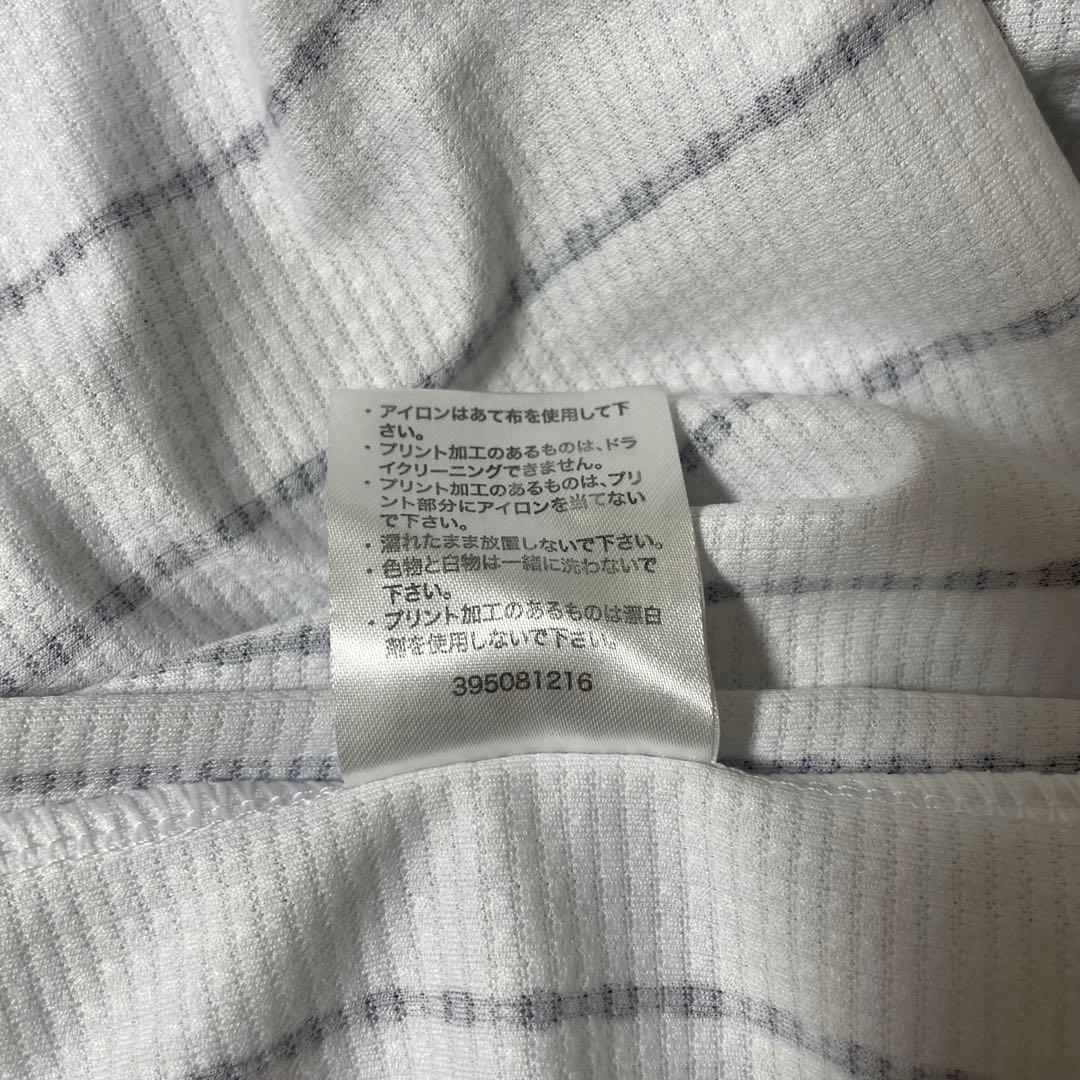 ・アイロンはあて布を使用して下
さい。
・プリント加工のあるものは、ドラ
イクリーニングできません。
・プリント加工のあるものは、プリ
ント部分にアイロンを当てない
で下さい。
・濡れたまま放置しないで下さい。
・色物と白物は一緒に洗わないで
下さい。
・プリント加工のあるものは漂白
剤を使用しないで下さい。
395081216